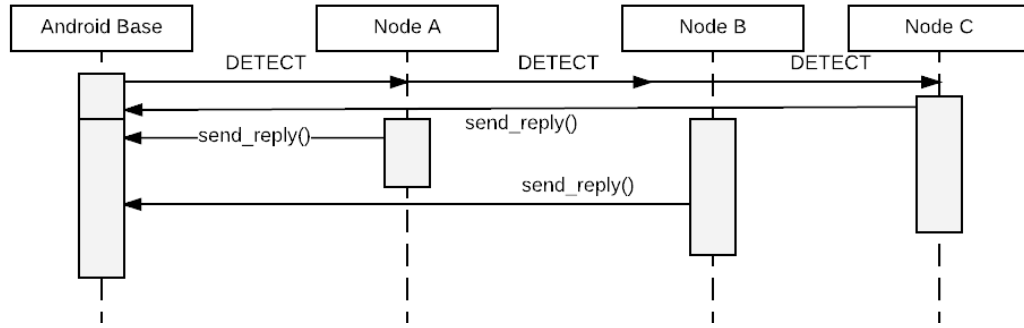 Android Base
Node A
Node B
Node C
DETECT
DETECT
DETECT
send_reply()
send_reply()
send_reply()